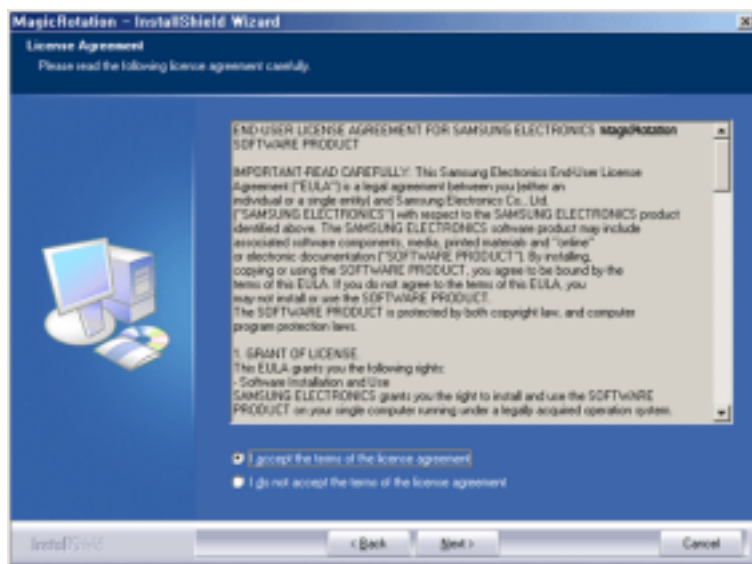 MagicRotation - InstallShield Wizard
License Agreement
Please read the following license agreement carefully.
END-USER LICENSE AGREEMENT FOR SAMSUNG ELECTRONICS MagicRotation
SOFTWARE PRODUCT
IMPORTANT-READ CAREFULLY: This Samsung Electronics End-User License
Agreement ("EULA") is a legal agreement between you (either an
individual or a single entity) and Samsung Electronics Co., Ltd.
("SAMSUNG ELECTRONICS") with respect to the SAMSUNG ELECTRONICS product
identified above. The SAMSUNG ELECTRONICS software product may include
associated software components, media, printed materials and "online"
or electronic documentation ("SOFTWARE PRODUCT"). By installing,
copying or using the SOFTWARE PRODUCT, you agree to be bound by the
terms of this EULA. If you do not agree to the terms of this EULA, you
may not install or use the SOFTWARE PRODUCT.
The SOFTWARE PRODUCT is protected by both copyright law, and computer
program protection laws.
1. GRANT OF LICENSE.
This EULA grants you the following rights:
- Software Installation and Use
SAMSUNG ELECTRONICS grants you the right to install and use the SOFTWARE
PRODUCT on your single computer running under a legally acquired operation system.
I accept the terms of the license agreement
I do not accept the terms of the license agreement
InstallShield
< Back
Next >
Cancel